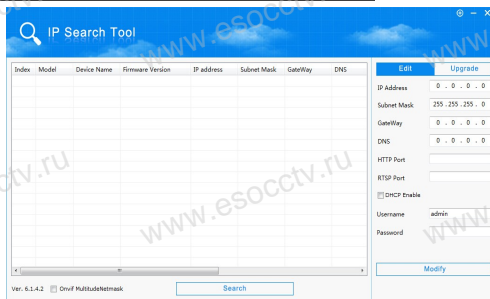 IP Search Tool
Index Model Device Name Firmware Version IP address Subnet Mask GateWay DNS
Edit Upgrade
IP Address 0 . 0 . 0 . 0
Subnet Mask 255 . 255 . 255 . 0
GateWay 0 . 0 . 0 . 0
DNS 0 . 0 . 0 . 0
HTTP Port
RTSP Port
DHCP Enable
Username admin
Password
Modify
Ver. 6.1.4.2 Onvif MultitudeNetmask Search
www.esocctv.ru
www.esocctv.ru